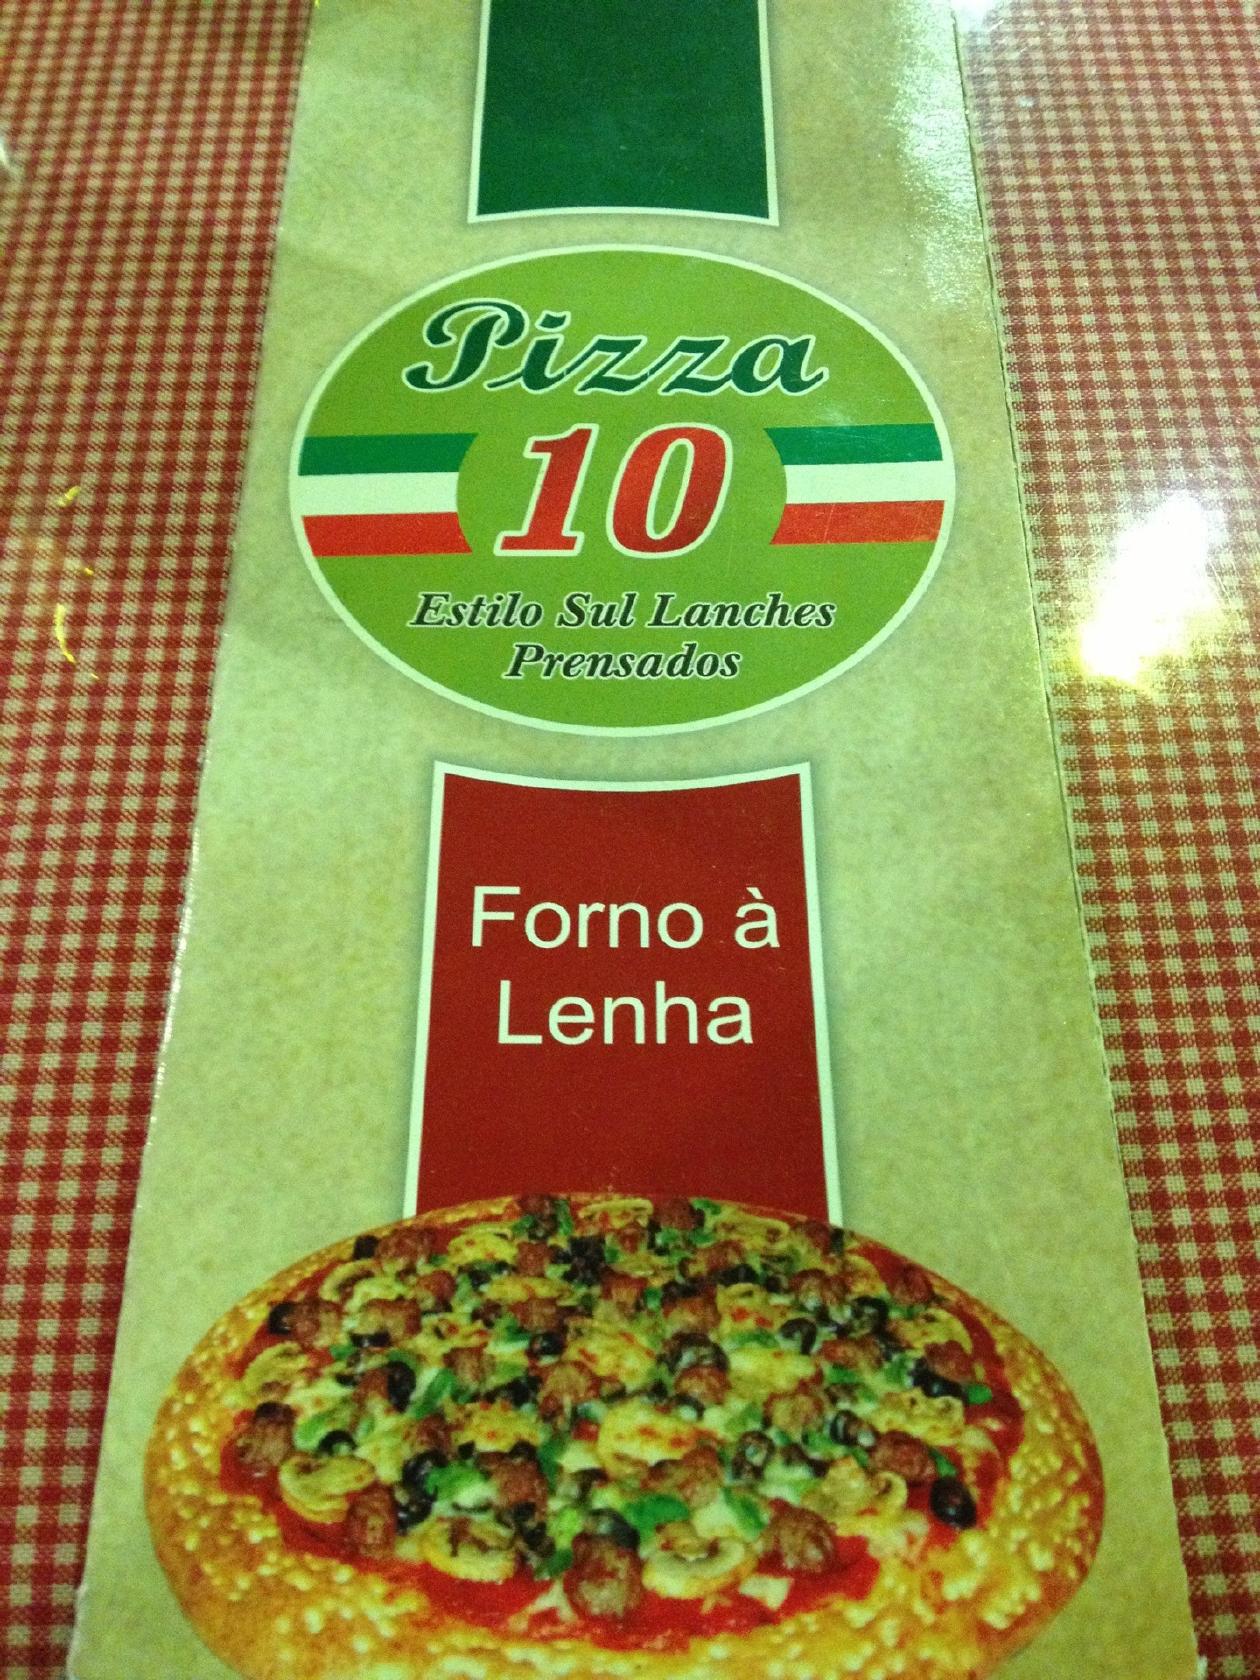 Pizza
10
Estilo Sul Lanches
Prensados
Forno à
Lenha